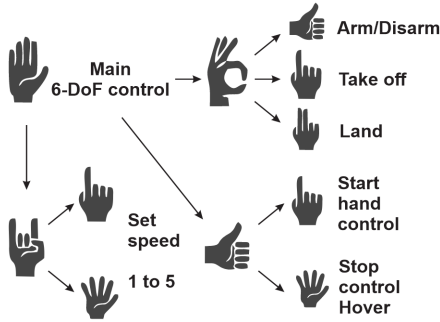 Main
6-DoF control
Arm/Disarm
Take off
Land
Set
speed
1 to 5
Start
hand
control
Stop
control
Hover